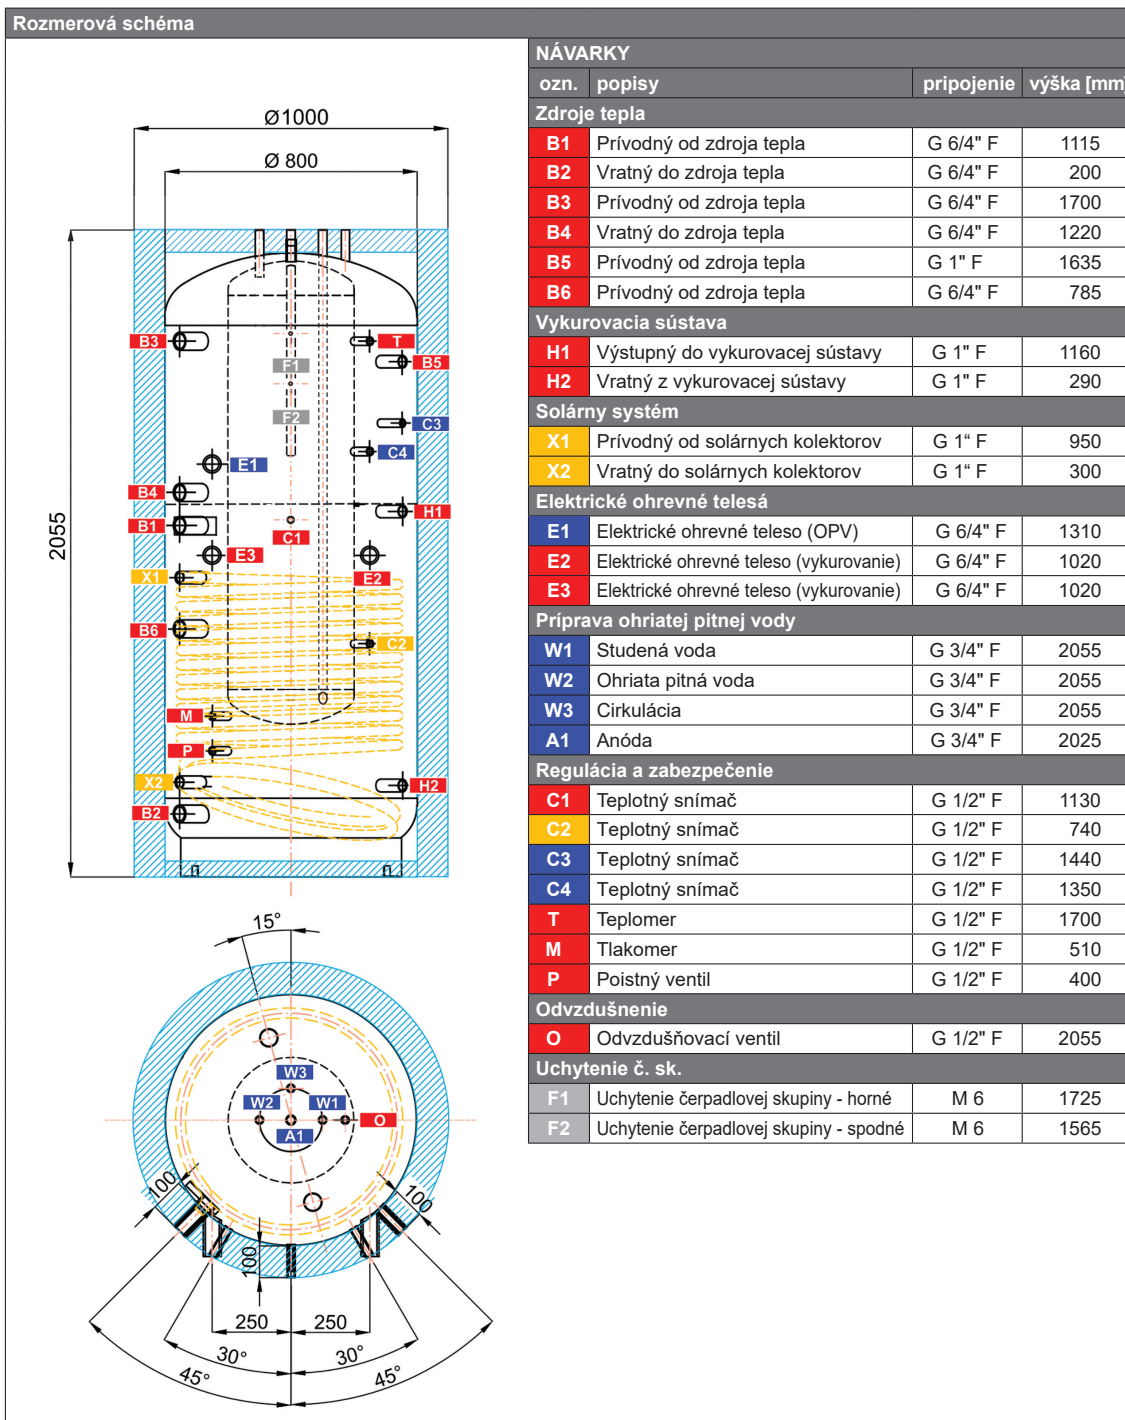 Rozmerová schéma
NÁVARKY
ozn. popisy pripojenie výška [mm]
Zdroje tepla
B1 Prívodný od zdroja tepla G 6/4" F 1115
B2 Vratný do zdroja tepla G 6/4" F 200
B3 Prívodný od zdroja tepla G 6/4" F 1700
B4 Vratný do zdroja tepla G 6/4" F 1220
B5 Prívodný od zdroja tepla G 1" F 1635
B6 Prívodný od zdroja tepla G 6/4" F 785
Vykurovacia sústava
H1 Výstupný do vykurovacej sústavy G 1" F 1160
H2 Vratný z vykurovacej sústavy G 1" F 290
Solárny systém
X1 Prívodný od solárnych kolektorov G 1“ F 950
X2 Vratný do solárnych kolektorov G 1“ F 300
Elektrické ohrevné telesá
E1 Elektrické ohrevné teleso (OPV) G 6/4" F 1310
E2 Elektrické ohrevné teleso (vykurovanie) G 6/4" F 1020
E3 Elektrické ohrevné teleso (vykurovanie) G 6/4" F 1020
Príprava ohriatej pitnej vody
W1 Studená voda G 3/4" F 2055
W2 Ohriata pitná voda G 3/4" F 2055
W3 Cirkulácia G 3/4" F 2055
A1 Anóda G 3/4" F 2025
Regulácia a zabezpečenie
C1 Teplotný snímač G 1/2" F 1130
C2 Teplotný snímač G 1/2" F 740
C3 Teplotný snímač G 1/2" F 1440
C4 Teplotný snímač G 1/2" F 1350
T Teplomer G 1/2" F 1700
M Tlakomer G 1/2" F 510
P Poistný ventil G 1/2" F 400
Odvzdušnenie
O Odvzdušňovací ventil G 1/2" F 2055
Uchytenie č. sk.
F1 Uchytenie čerpadlovej skupiny - horné M 6 1725
F2 Uchytenie čerpadlovej skupiny - spodné M 6 1565
Ø1000
Ø 800
2055
B3
T
F1
B5
F2
C3
C4
E1
B4
H1
B1
C1
E3
X1
E2
B6
C2
M
P
X2
H2
B2
15°
W3
W2
W1
O
A1
100
100
100
250
250
30°
30°
45°
45°